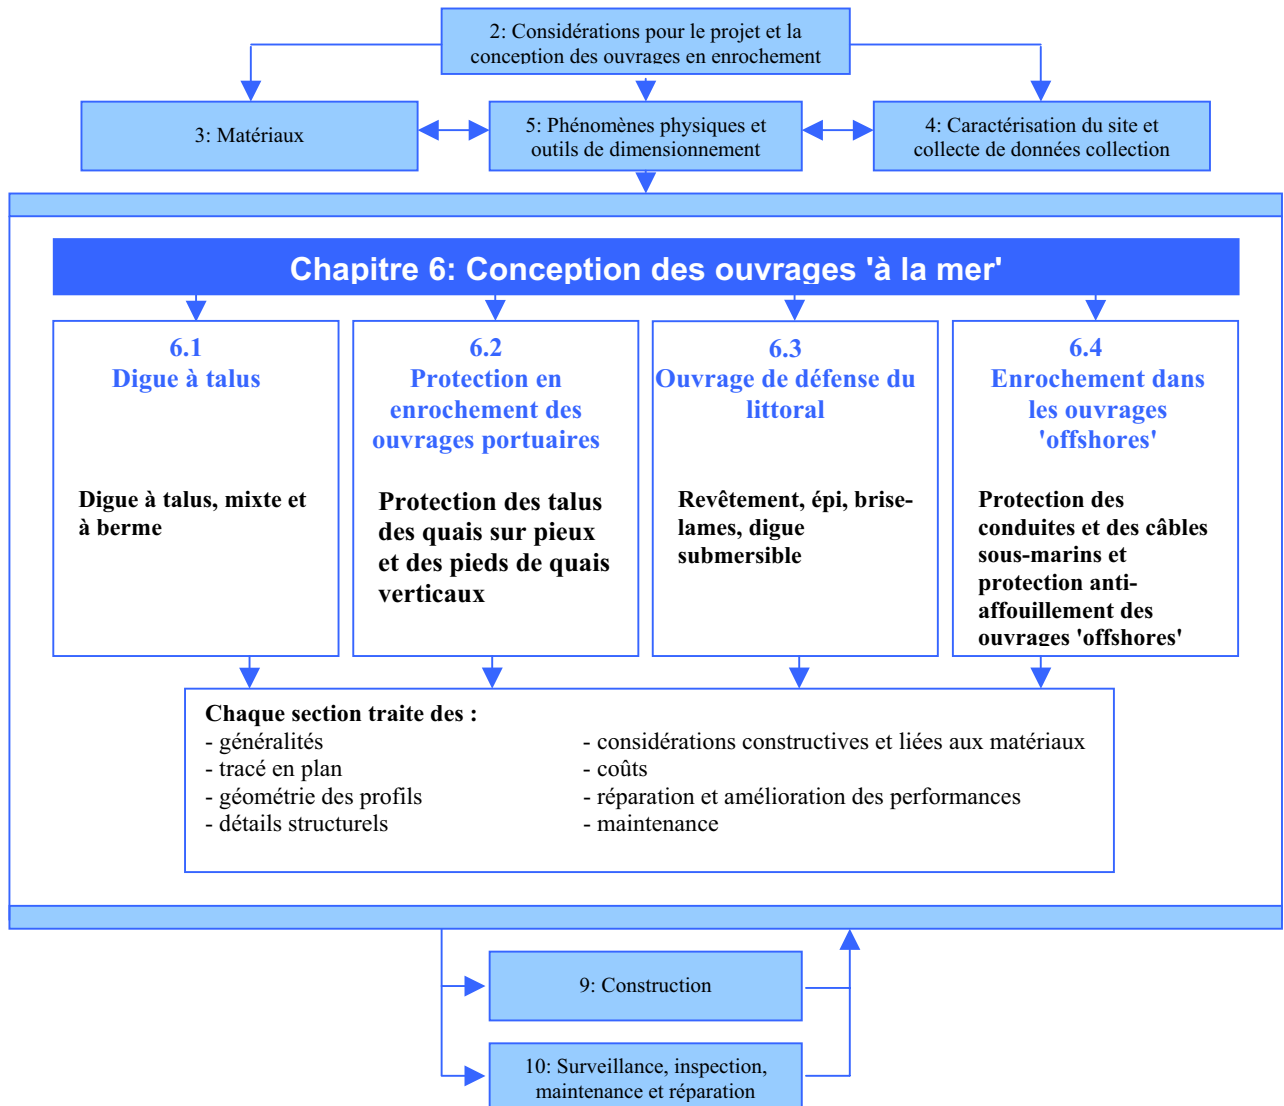 2: Considérations pour le projet et la
conception des ouvrages en enrochement
3: Matériaux
5: Phénomènes physiques et
outils de dimensionnement
4: Caractérisation du site et
collecte de données collection
Chapitre 6: Conception des ouvrages 'à la mer'
6.1
Digue à talus
Digue à talus, mixte et
à berme
6.2
Protection en
enrochement des
ouvrages portuaires
Protection des talus
des quais sur pieux
et des pieds de quais
verticaux
6.3
Ouvrage de défense du
littoral
Revêtement, épi, brise-
lames, digue
submersible
6.4
Enrochement dans
les ouvrages
'offshores'
Protection des
conduites et des câbles
sous-marins et
protection anti-
affouillement des
ouvrages 'offshores'
Chaque section traite des :
- généralités
- tracé en plan
- géométrie des profils
- détails structurels
- considérations constructives et liées aux matériaux
- coûts
- réparation et amélioration des performances
- maintenance
9: Construction
10: Surveillance, inspection,
maintenance et réparation